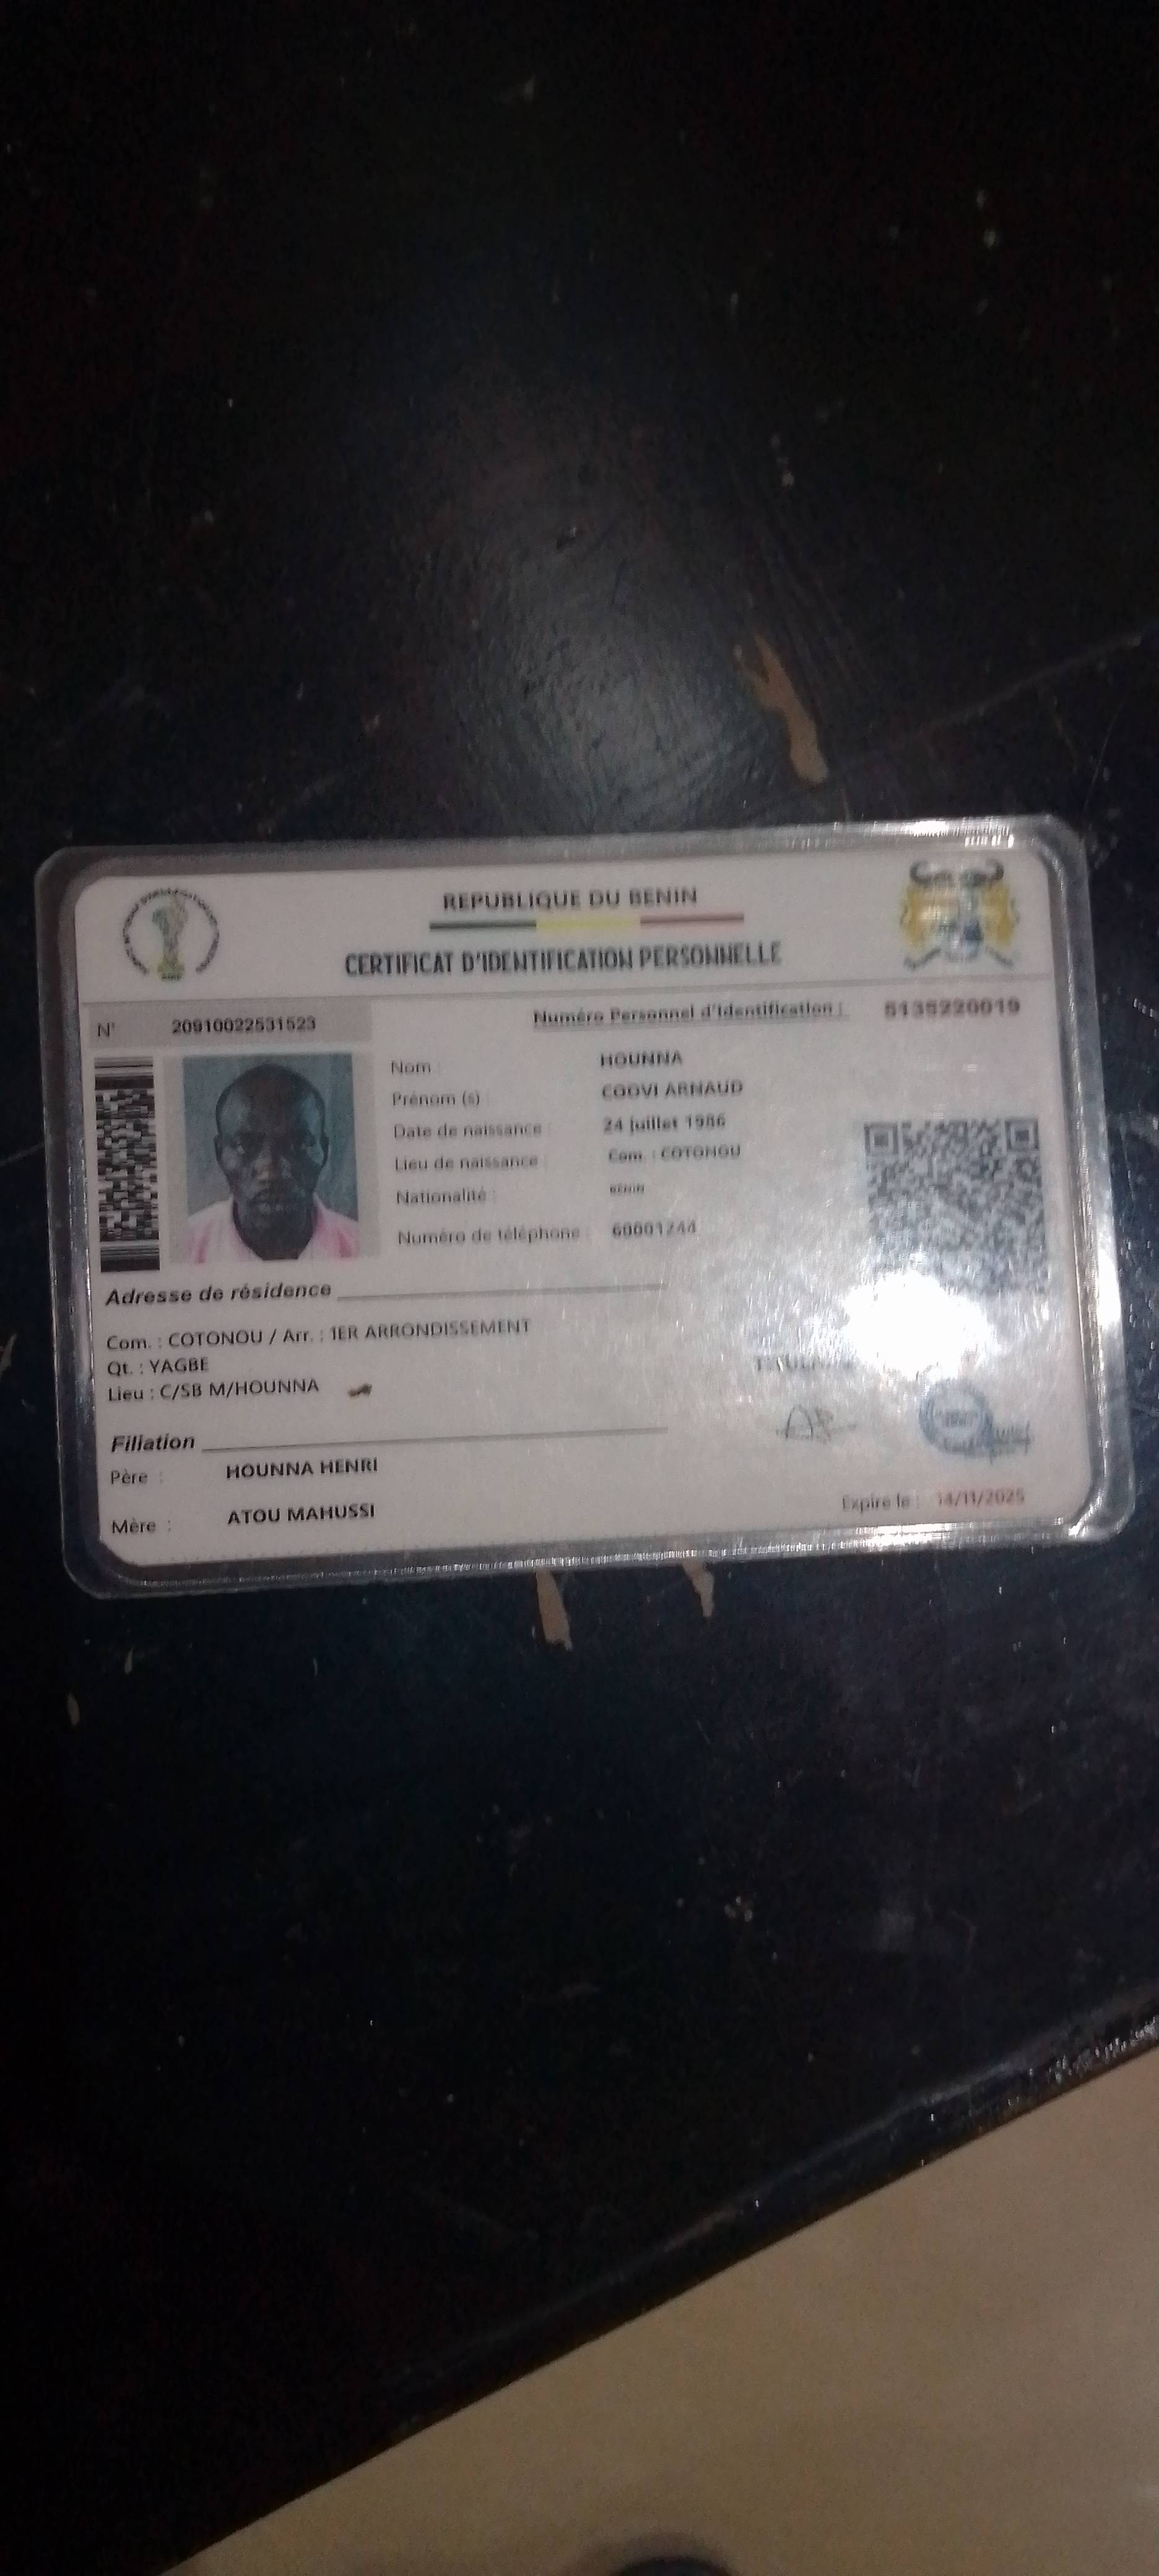 REPUBLIQUE DU BENIN
CERTIFICAT D'IDENTIFICATION PERSONNELLE
N° 20910022531523
Numéro Personnel d'Identification : 5135220019
Nom : HOUNNA
Prénom (s) COOVI ARNAUD
Date de naissance : 24 juillet 1986
Lieu de naissance : Com. : COTONOU
Nationalité : BENIN
Numéro de téléphone : 60001244
Adresse de résidence
Com. : COTONOU / Arr. : 1ER ARRONDISSEMENT
Qt. : YAGBE
Lieu : C/SB M/HOUNNA
Filiation
Père : HOUNNA HENRI
Mère : ATOU MAHUSSI
Expire le : 14/11/2025